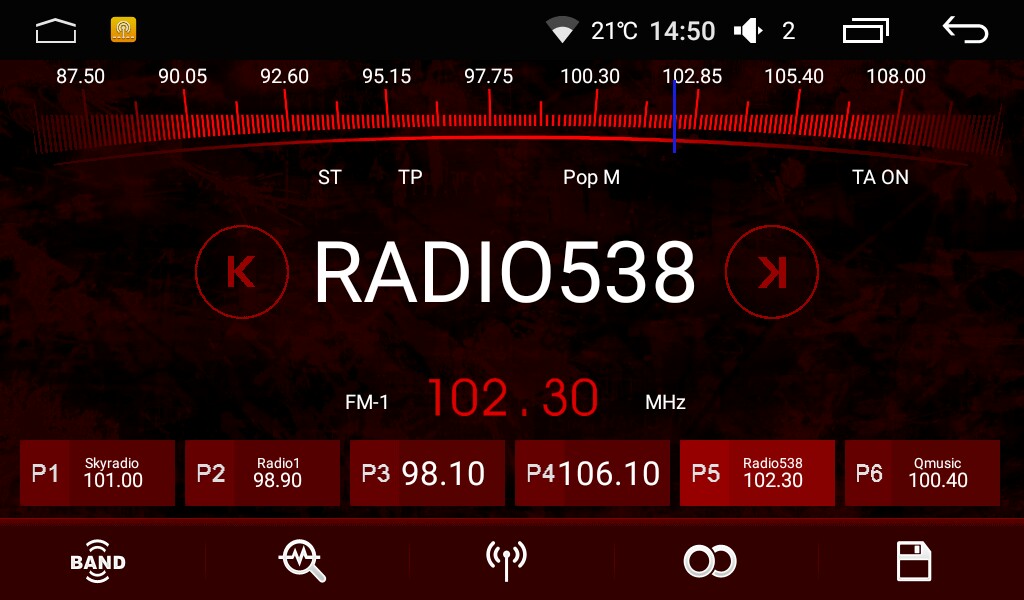 21°C 14:50 2
87.50 90.05 92.60 95.15 97.75 100.30 102.85 105.40 108.00
ST TP Pop M TA ON
RADIO538
FM-1 102.30 MHz
P1 Skyradio 101.00
P2 Radio1 98.90
P3 98.10
P4 106.10
P5 Radio538 102.30
P6 Qmusic 100.40
BAND